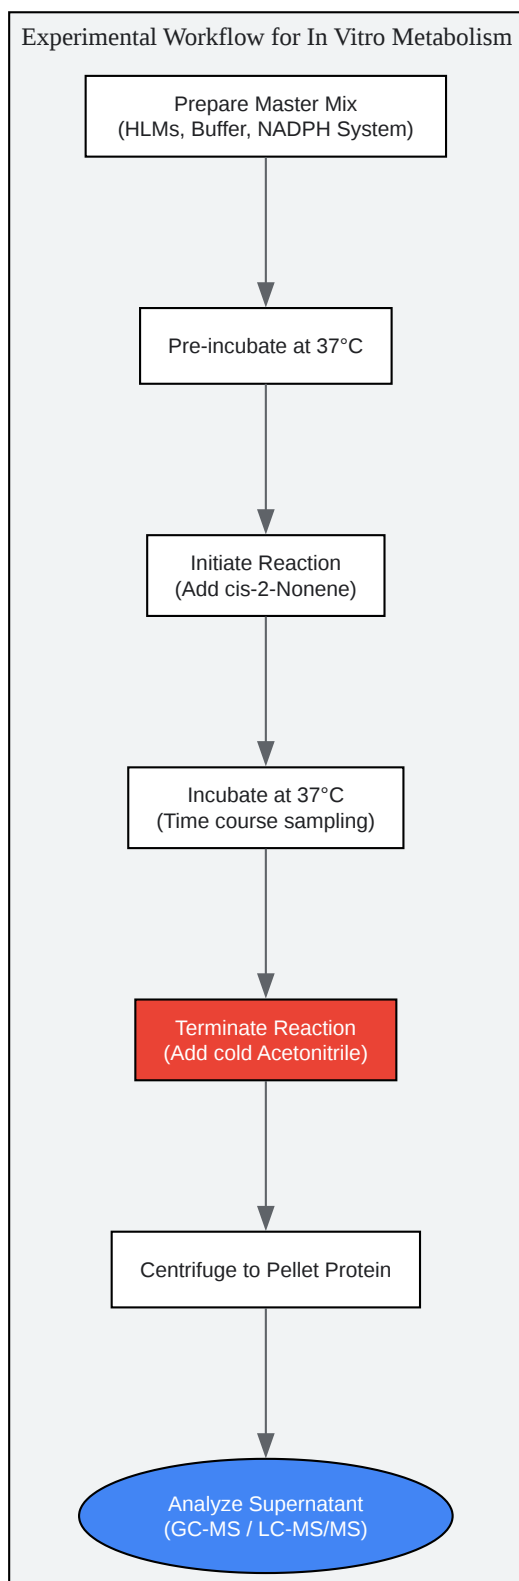 Experimental Workflow for In Vitro Metabolism
Prepare Master Mix
(HLMs, Buffer, NADPH System)
Pre-incubate at 37°C
Initiate Reaction
(Add cis-2-Nonene)
Incubate at 37°C
(Time course sampling)
Terminate Reaction
(Add cold Acetonitrile)
Centrifuge to Pellet Protein
Analyze Supernatant
(GC-MS / LC-MS/MS)